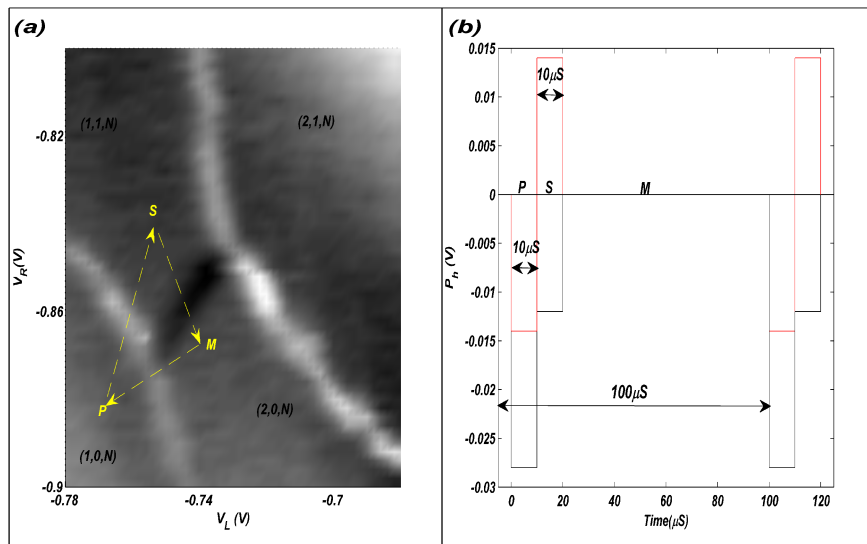 (a)
(1,1,N)
(2,1,N)
S
M
P
(2,0,N)
(1,0,N)
-0.82
-0.86
-0.9
V_R(V)
-0.78
-0.74
-0.7
V_L (V)
(b)
0.015
0.01
0.005
0
-0.005
-0.01
-0.015
-0.02
-0.025
-0.03
P_h (V)
10μS
P S M
10μS
100μS
0 20 40 60 80 100 120
Time(μS)